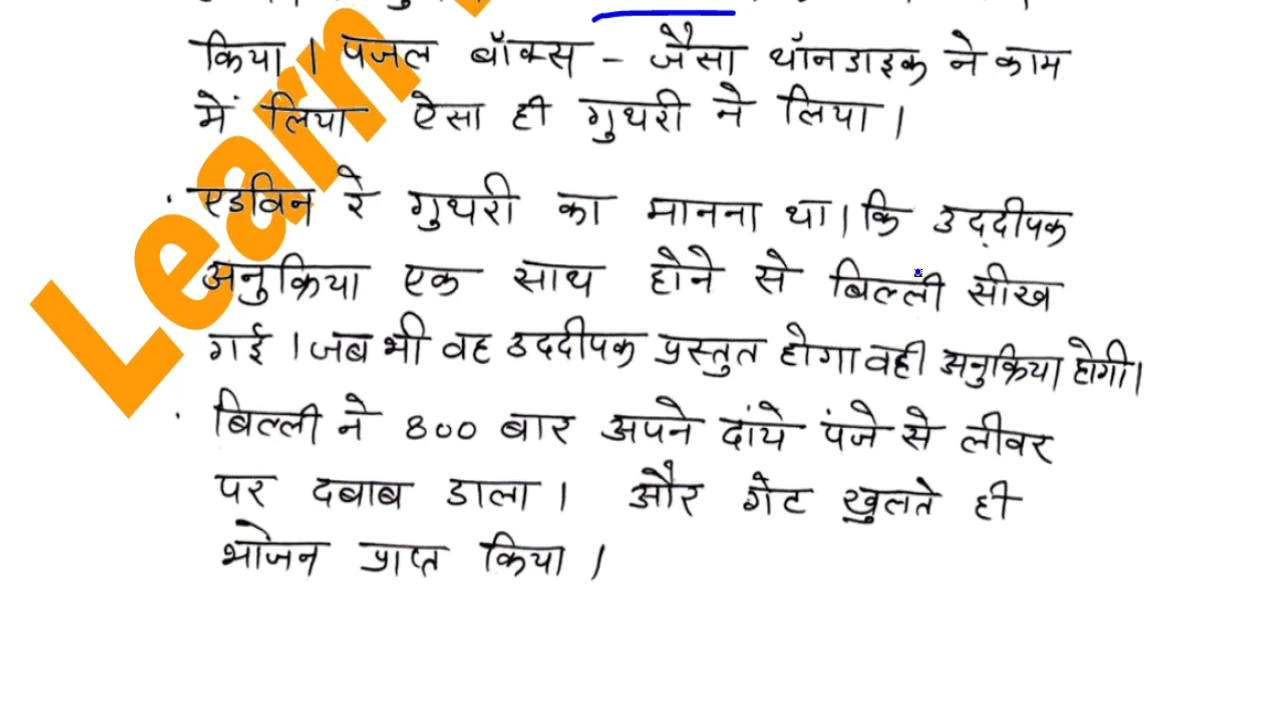 किया । पजल बॉक्स - जैसा थॉनडाइक ने काम
में लिया ऐसा ही गुथरी ने लिया ।
एडविन रे गुथरी का मानना था । कि उद्दीपक
अनुक्रिया एक साथ होने से बिल्ली सीख
गई । जब भी वह उददीपक प्रस्तुत होगा वही अनुक्रिया होगी ।
बिल्ली ने 800 बार अपने दांये पंजे से लीवर
पर दबाब डाला । और गेट खुलते ही
भोजन प्राप्त किया ।
Learn